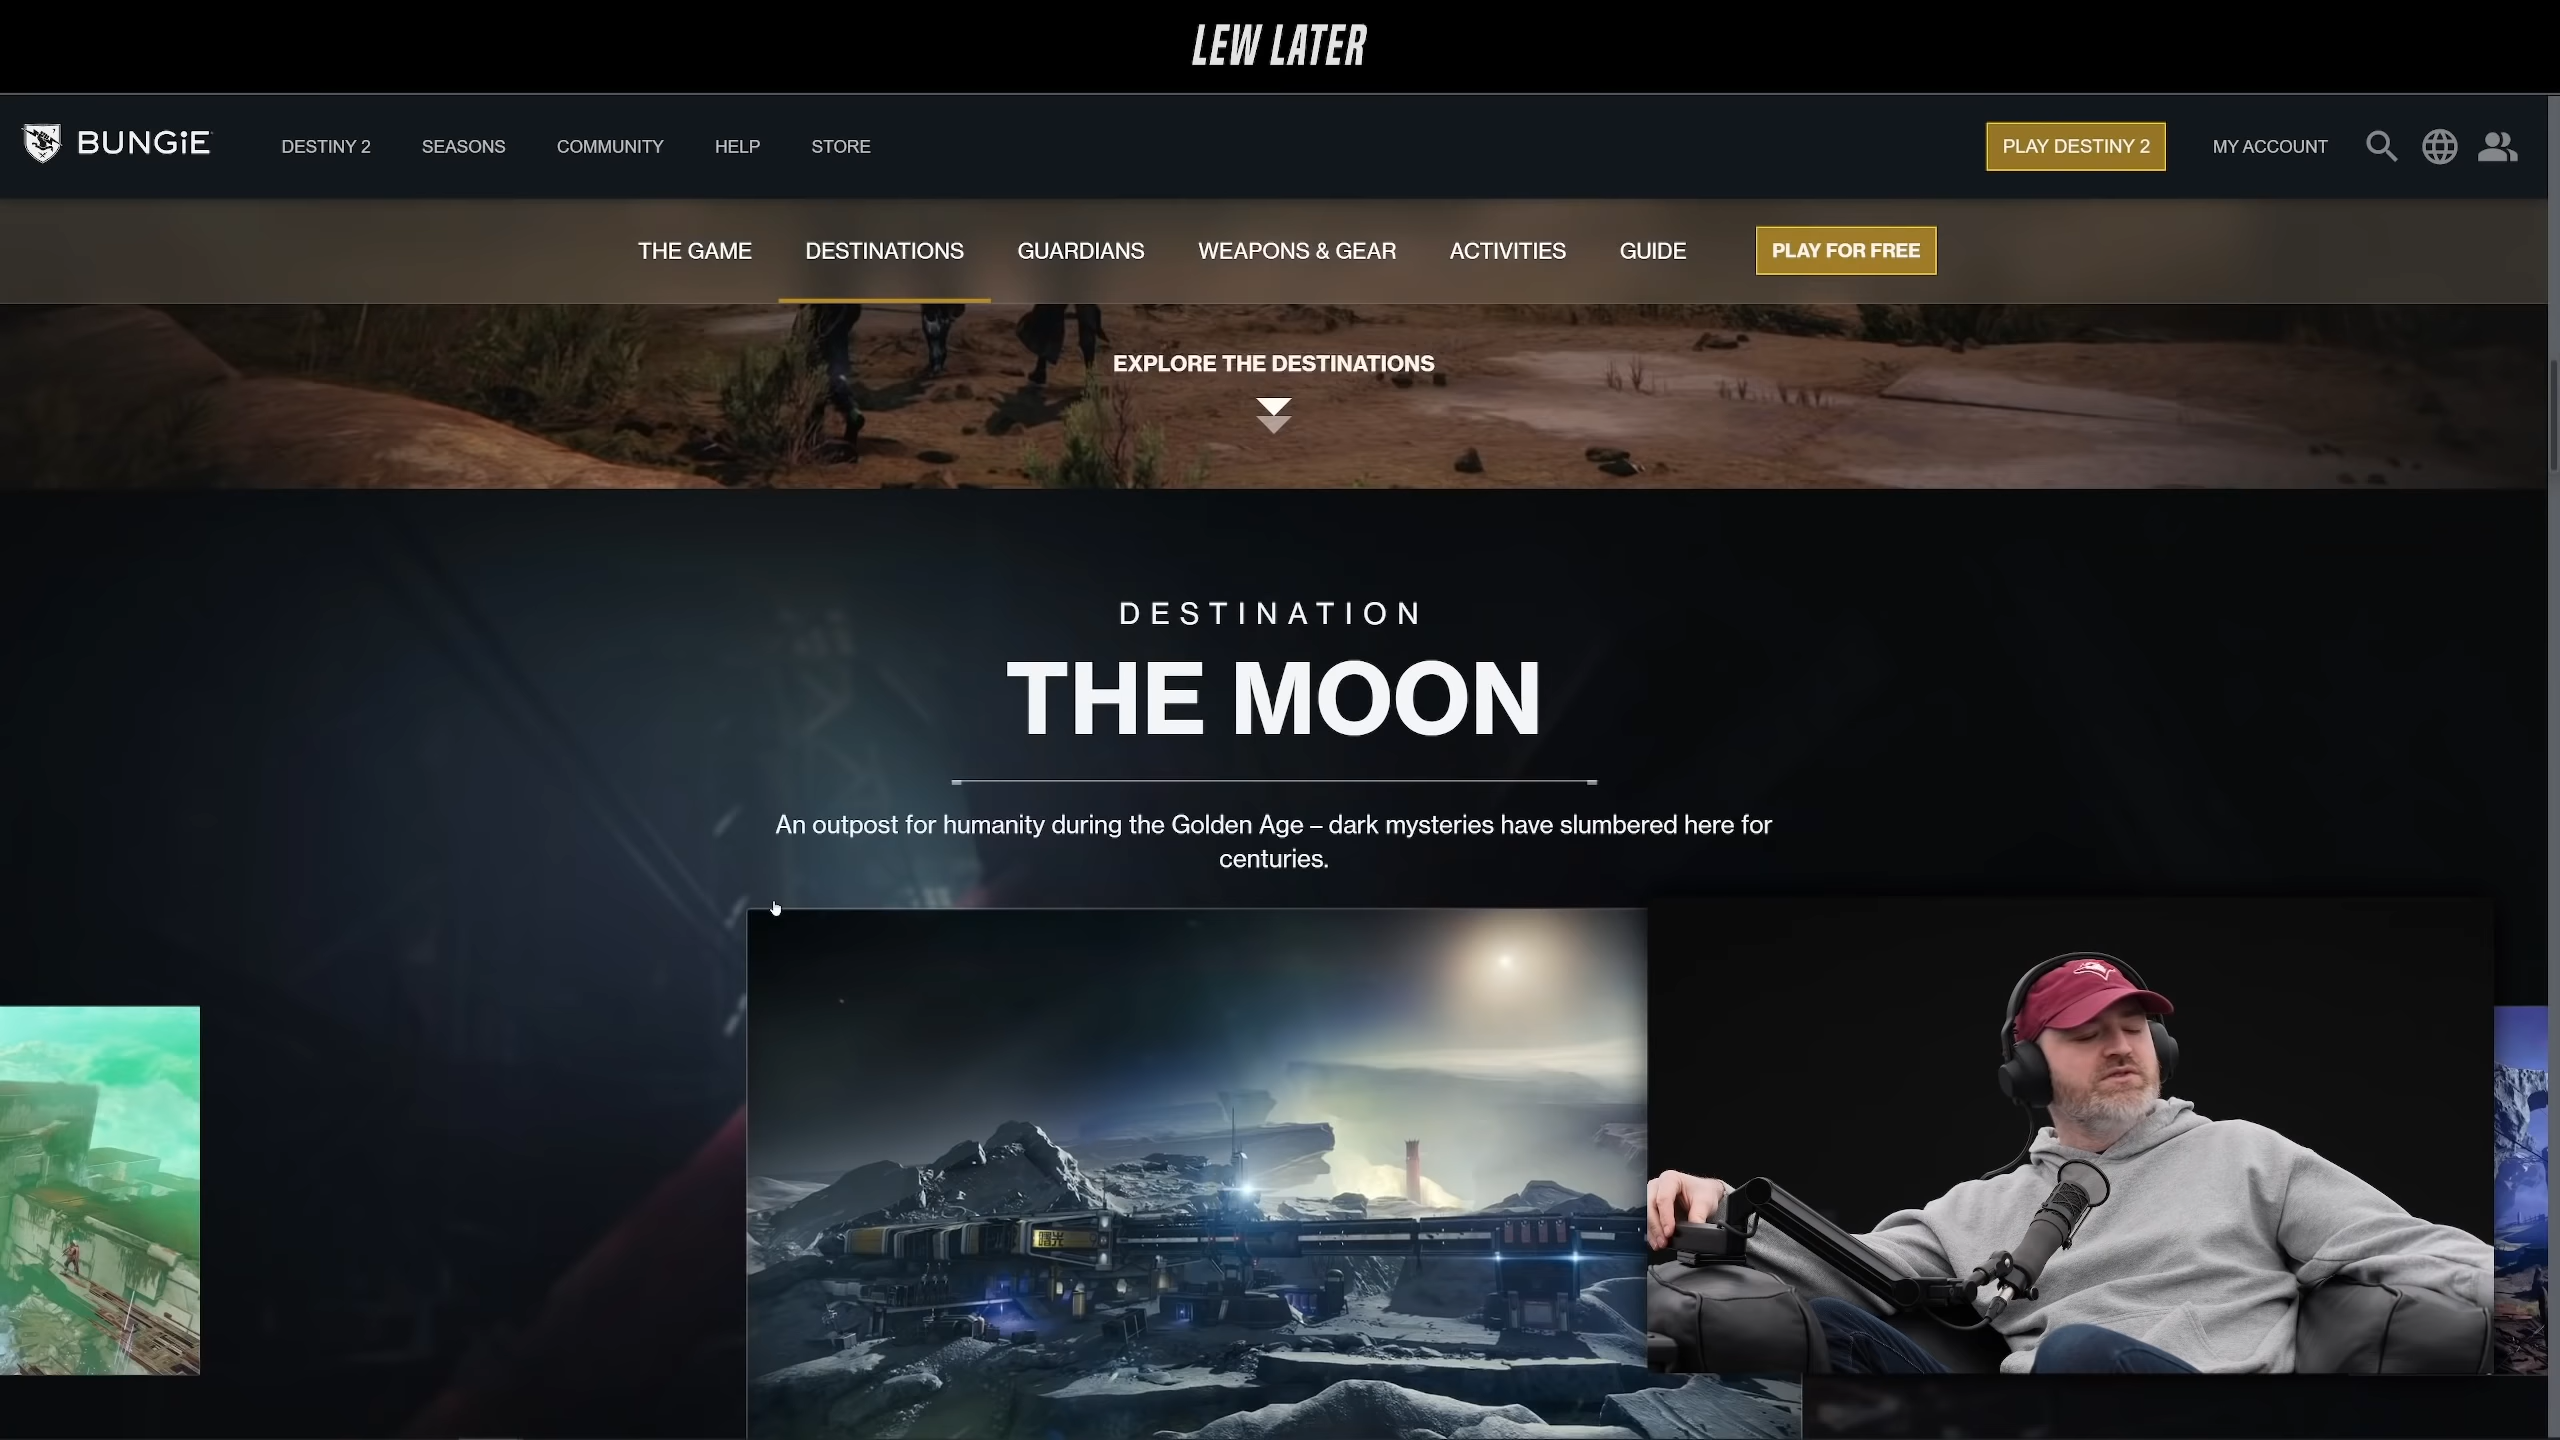 LEW LATER
BUNGiE
DESTINY 2
SEASONS
COMMUNITY
HELP
STORE
PLAY DESTINY 2
MY ACCOUNT
THE GAME
DESTINATIONS
GUARDIANS
WEAPONS & GEAR
ACTIVITIES
GUIDE
PLAY FOR FREE
EXPLORE THE DESTINATIONS
DESTINATION
THE MOON
An outpost for humanity during the Golden Age – dark mysteries have slumbered here for
centuries.